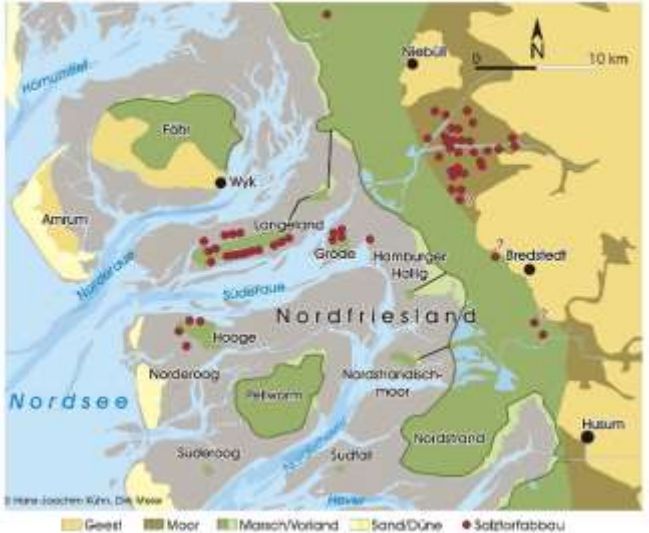 Niebüll
N
0 10 km
Hörnumtief
Föhr
Wyk
Amrum
Langeland
Gröde
Hamburger
Hallig
?
Bredstedt
Norderaue
Süderaue
Nordfriesland
Hooge
Norderoog
Nordsee
Pellworm
Nordstrandisch-
moor
Nordstrand
Husum
Süderoog
Südfall
Hever
© Hans Joachim Kühn, Dirk Meier
Geest Moor Marsch/Vorland Sand/Düne Salztorfabbau